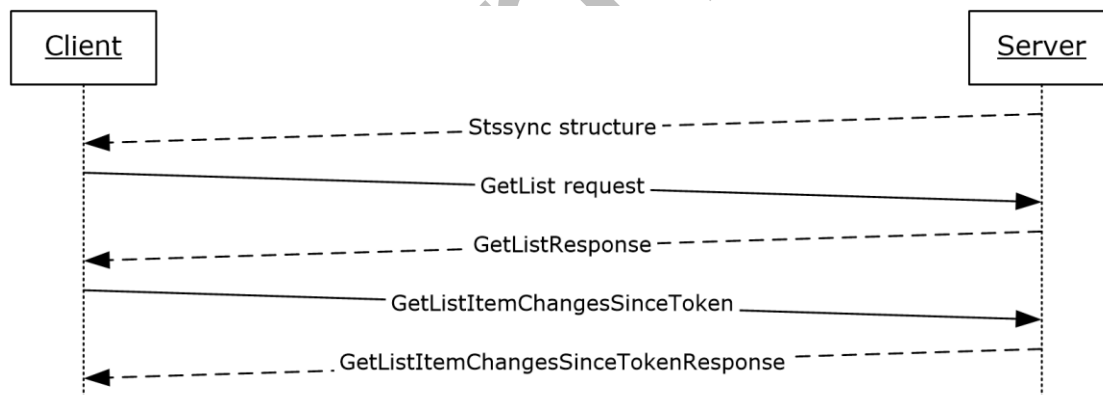 Client
Server
Stssync structure
GetList request
GetListResponse
GetListItemChangesSinceToken
GetListItemChangesSinceTokenResponse